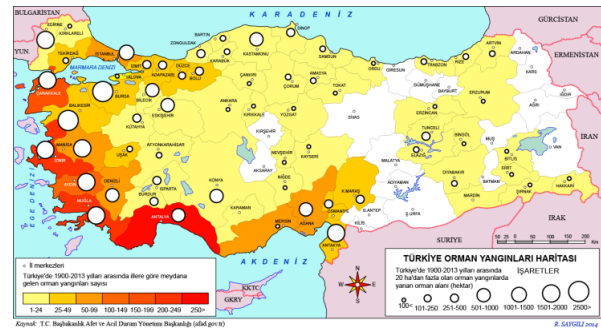 BULGARİSTAN
KARADENİZ
GÜRCİSTAN
YUN.
EDİRNE
KIRKLARELİ
TEKİRDAĞ
İSTANBUL
MARMARA DENİZİ
BARTIN
ZONGULDAK
KARABÜK
KASTAMONU
SİNOP
SAMSUN
ORDU
GİRESUN
TRABZON
RİZE
ARTVİN
ARDAHAN
KARS
ERMENİSTAN
İZMİT
ADAPAZARI
DÜZCE
BOLU
ÇANKIRI
ÇORUM
AMASYA
TOKAT
GÜMÜŞHANE
BAYBURT
ERZURUM
IĞDIR
AĞRI
ÇANAKKALE
BALIKESİR
BURSA
BİLECİK
ESKİŞEHİR
KÜTAHYA
ANKARA
KIRIKKALE
YOZGAT
SİVAS
ERZİNCAN
TUNCELİ
BİNGÖL
MUŞ
VAN
BİTLİS
MANİSA
İZMİR
UŞAK
AFYONKARAHİSAR
KIRŞEHİR
NEVŞEHİR
KAYSERİ
AKSARAY
NİĞDE
MALATYA
ELAZIĞ
DİYARBAKIR
BATMAN
SİİRT
ŞIRNAK
HAKKARİ
MARDİN
ADIYAMAN
Ş.URFA
AYDIN
DENİZLİ
MUĞLA
BURDUR
ISPARTA
ANTALYA
KONYA
KARAMAN
MERSİN
ADANA
OSMANİYE
K.MARAŞ
G.ANTEP
KİLİS
ANTAKYA
EGE DENİZİ
AKDENİZ
KKTC
GKRY
SURİYE
IRAK
İRAN
İl merkezleri
Türkiye'de 1900-2013 yılları arasında illere göre meydana
gelen orman yangınları sayısı
1-24 25-49 50-99 100-149 150-199 200-249 250>
TÜRKİYE ORMAN YANGINLARI HARİTASI
Türkiye'de 1900-2013 yılları arasında
20 ha'dan fazla olan orman yangınlarında
yanan orman alanı (hektar)
İŞARETLER
100< 101-250 251-500 501-1000 1001-1500 1501-2000 2500>
Kaynak: T.C. Başbakanlık Afet ve Acil Durum Yönetimi Başkanlığı (afad.gov.tr)
R. SAYGILI 2014